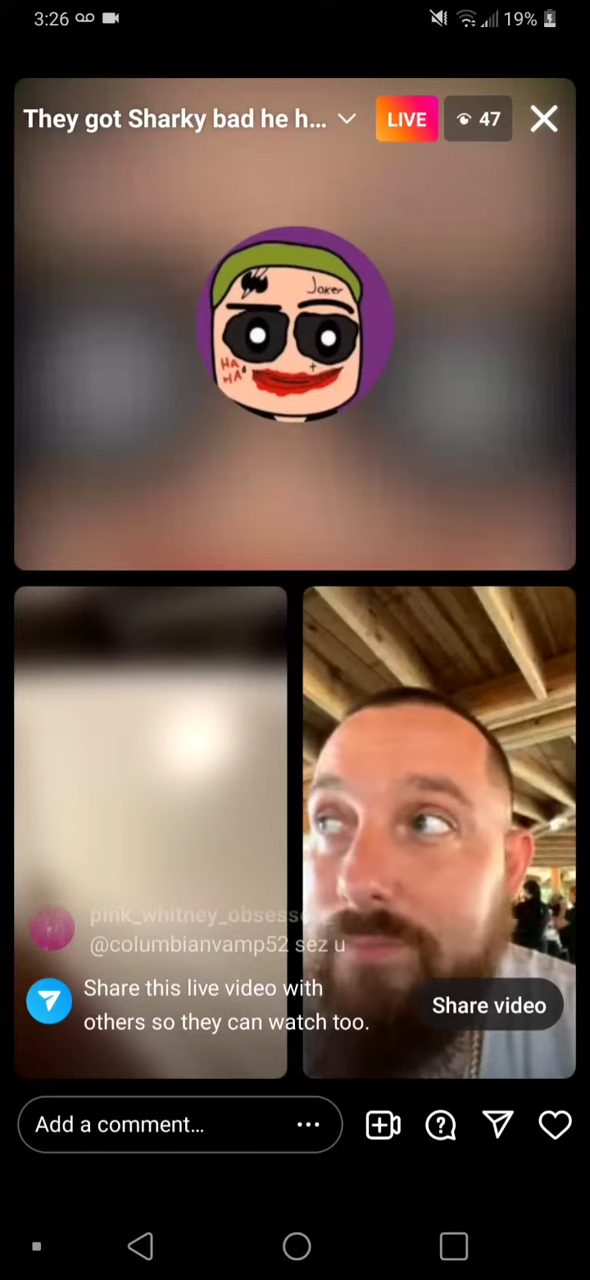 3:26
19%
They got Sharky bad he h...
LIVE
47
Joker
HA
HA
pink_whitney_obsess
@columbianvamp52 sez u
Share this live video with
others so they can watch too.
Share video
Add a comment...